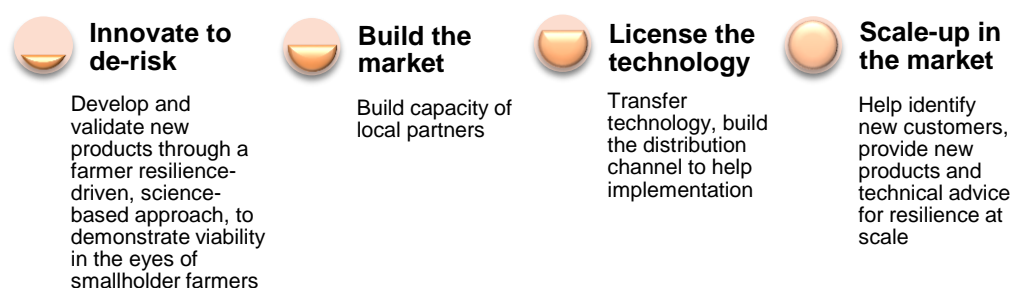 Innovate to
de-risk
Develop and
validate new
products through a
farmer resilience-
driven, science-
based approach, to
demonstrate viability
in the eyes of
smallholder farmers
Build the
market
Build capacity of
local partners
License the
technology
Transfer
technology, build
the distribution
channel to help
implementation
Scale-up in
the market
Help identify
new customers,
provide new
products and
technical advice
for resilience at
scale